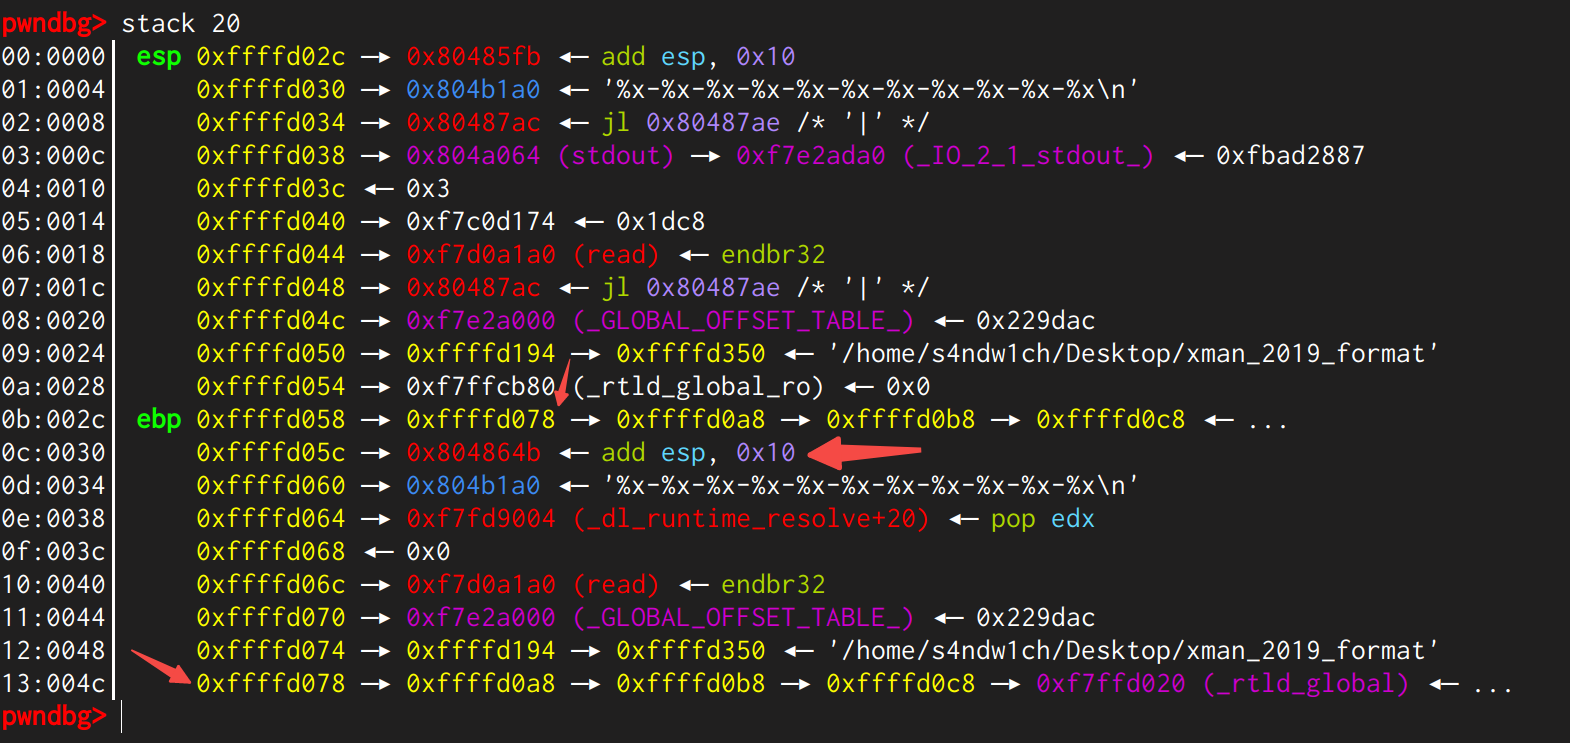 pwndbg> stack 20
00:0000│ esp 0xffffd02c —▸ 0x80485fb ◂— add esp, 0x10
01:0004│     0xffffd030 —▸ 0x804b1a0 ◂— '%x-%x-%x-%x-%x-%x-%x-%x-%x-%x-%x\n'
02:0008│     0xffffd034 —▸ 0x80487ac ◂— jl 0x80487ae /* '|' */
03:000c│     0xffffd038 —▸ 0x804a064 (stdout) —▸ 0xf7e2ada0 (_IO_2_1_stdout_) ◂— 0xfbad2887
04:0010│     0xffffd03c ◂— 0x3
05:0014│     0xffffd040 —▸ 0xf7c0d174 ◂— 0x1dc8
06:0018│     0xffffd044 —▸ 0xf7d0a1a0 (read) ◂— endbr32
07:001c│     0xffffd048 —▸ 0x80487ac ◂— jl 0x80487ae /* '|' */
08:0020│     0xffffd04c —▸ 0xf7e2a000 (_GLOBAL_OFFSET_TABLE_) ◂— 0x229dac
09:0024│     0xffffd050 —▸ 0xffffd194 —▸ 0xffffd350 ◂— '/home/s4ndw1ch/Desktop/xman_2019_format'
0a:0028│     0xffffd054 —▸ 0xf7ffcb80 (_rtld_global_ro) ◂— 0x0
0b:002c│ ebp 0xffffd058 —▸ 0xffffd078 —▸ 0xffffd0a8 —▸ 0xffffd0b8 —▸ 0xffffd0c8 ◂— ...
0c:0030│     0xffffd05c —▸ 0x804864b ◂— add esp, 0x10
0d:0034│     0xffffd060 —▸ 0x804b1a0 ◂— '%x-%x-%x-%x-%x-%x-%x-%x-%x-%x-%x\n'
0e:0038│     0xffffd064 —▸ 0xf7fd9004 (_dl_runtime_resolve+20) ◂— pop edx
0f:003c│     0xffffd068 ◂— 0x0
10:0040│     0xffffd06c —▸ 0xf7d0a1a0 (read) ◂— endbr32
11:0044│     0xffffd070 —▸ 0xf7e2a000 (_GLOBAL_OFFSET_TABLE_) ◂— 0x229dac
12:0048│     0xffffd074 —▸ 0xffffd194 —▸ 0xffffd350 ◂— '/home/s4ndw1ch/Desktop/xman_2019_format'
13:004c│     0xffffd078 —▸ 0xffffd0a8 —▸ 0xffffd0b8 —▸ 0xffffd0c8 —▸ 0xf7ffd020 (_rtld_global) ◂— ...
pwndbg>